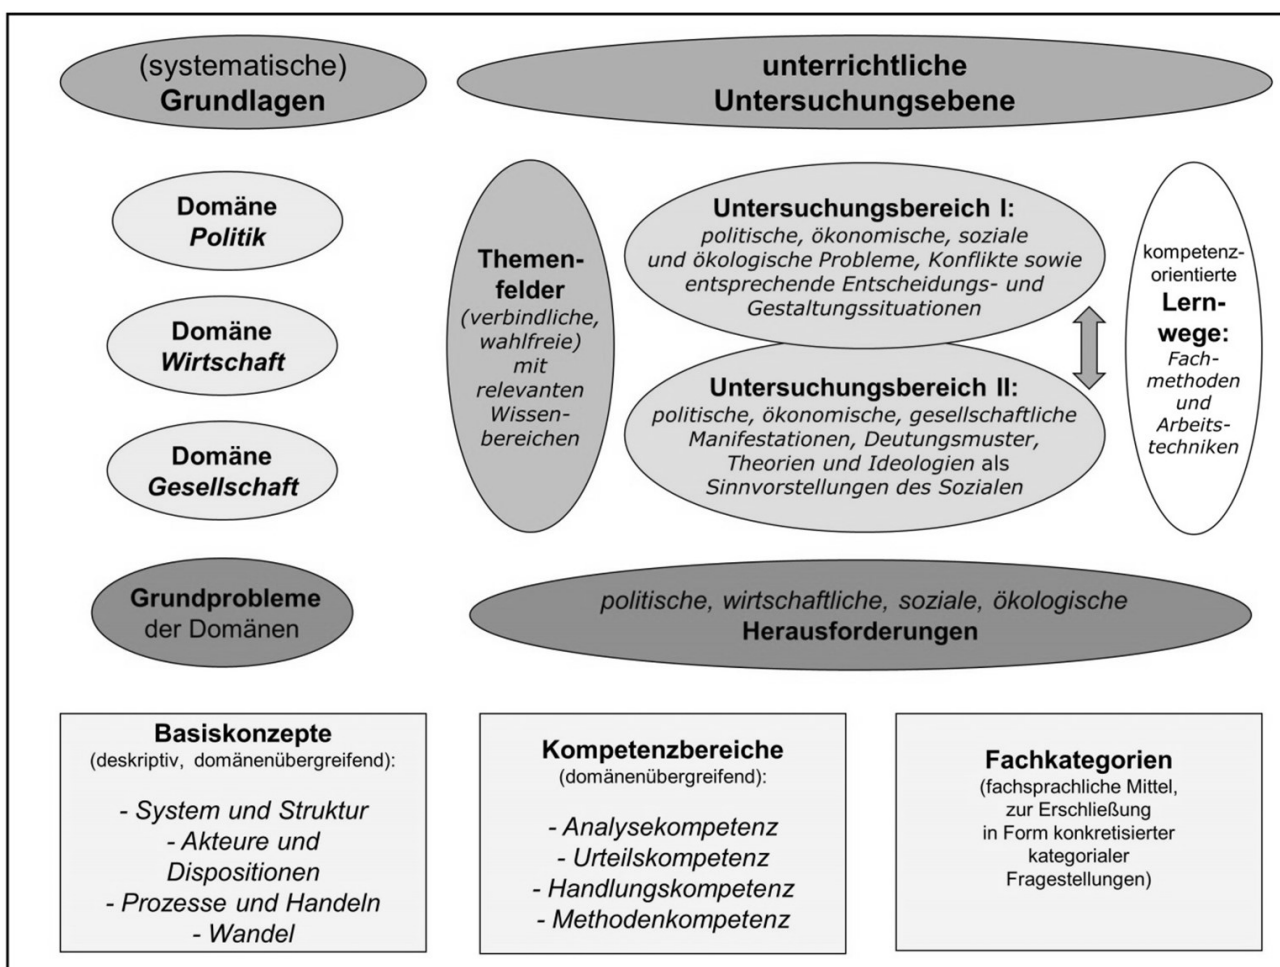 (systematische)
Grundlagen
unterrichtliche
Untersuchungsebene
Domäne
Politik
Domäne
Wirtschaft
Domäne
Gesellschaft
Themen-
felder
(verbindliche,
wahlfreie)
mit
relevanten
Wissen-
bereichen
Untersuchungsbereich I:
politische, ökonomische, soziale
und ökologische Probleme, Konflikte sowie
entsprechende Entscheidungs- und
Gestaltungssituationen
Untersuchungsbereich II:
politische, ökonomische, gesellschaftliche
Manifestationen, Deutungsmuster,
Theorien und Ideologien als
Sinnvorstellungen des Sozialen
kompetenz-
orientierte
Lern-
wege:
Fach-
methoden
und
Arbeits-
techniken
Grundprobleme
der Domänen
politische, wirtschaftliche, soziale, ökologische
Herausforderungen
Basiskonzepte
(deskriptiv, domänenübergreifend):
- System und Struktur
- Akteure und
Dispositionen
- Prozesse und Handeln
- Wandel
Kompetenzbereiche
(domänenübergreifend):
- Analysekompetenz
- Urteilskompetenz
- Handlungskompetenz
- Methodenkompetenz
Fachkategorien
(fachsprachliche Mittel,
zur Erschließung
in Form konkretisierter
kategorialer
Fragestellungen)